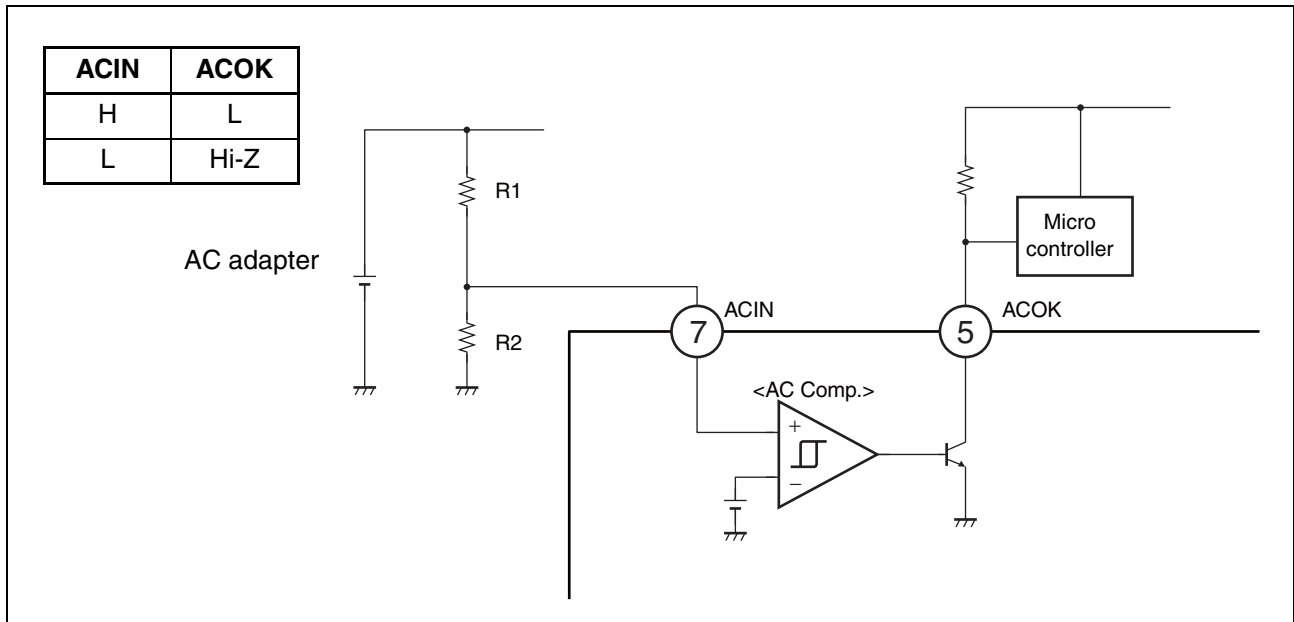 ACIN ACOK
H L
L Hi-Z
R1
AC adapter
Micro
controller
R2
7 ACIN
5 ACOK
<AC Comp.>
+
−